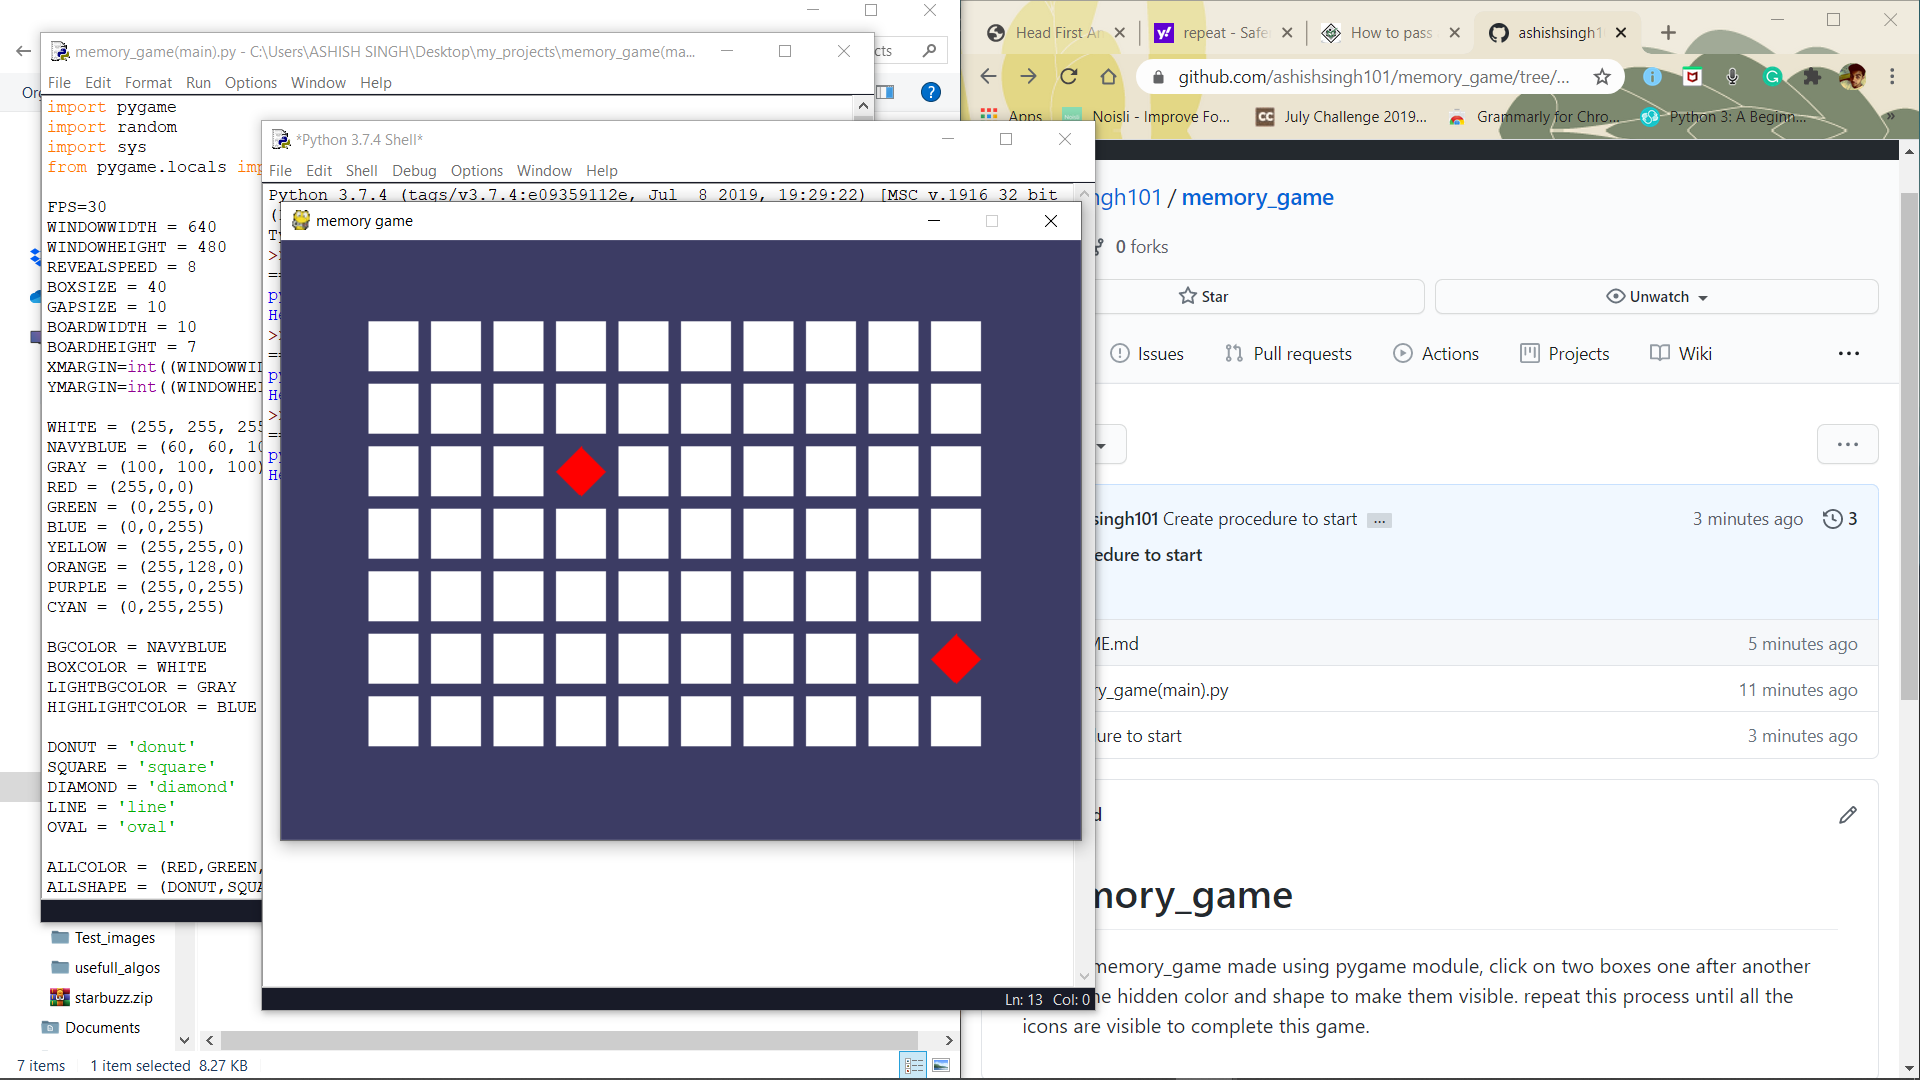 memory_game(main).py - C:\Users\ASHISH SINGH\Desktop\my_projects\memory_game(ma...
File Edit Format Run Options Window Help
import pygame
import random
import sys
from pygame.locals
FPS=30
WINDOWWIDTH = 640
WINDOWHEIGHT = 480
REVEALSPEED = 8
BOXSIZE = 40
GAPSIZE = 10
BOARDWIDTH = 10
BOARDHEIGHT = 7
XMARGIN=int((WINDOWWID
YMARGIN=int((WINDOWHEI
WHITE = (255, 255, 255
NAVYBLUE = (60, 60, 10
GRAY = (100, 100, 100)
RED = (255,0,0)
GREEN = (0,255,0)
BLUE = (0,0,255)
YELLOW = (255,255,0)
ORANGE = (255,128,0)
PURPLE = (255,0,255)
CYAN = (0,255,255)
BGCOLOR = NAVYBLUE
BOXCOLOR = WHITE
LIGHTBGCOLOR = GRAY
HIGHLIGHTCOLOR = BLUE
DONUT = 'donut'
SQUARE = 'square'
DIAMOND = 'diamond'
LINE = 'line'
OVAL = 'oval'
ALLCOLOR = (RED,GREEN,
ALLSHAPE = (DONUT,SQUA
Test_images
usefull_algos
starbuzz.zip
Documents
7 items 1 item selected 8.27 KB
*Python 3.7.4 Shell*
File Edit Shell Debug Options Window Help
Python 3.7.4 (tags/v3.7.4:e09359112e, Jul 8 2019, 19:29:22) [MSC v.1916 32 bit
memory game
Ln: 13 Col: 0
Head First An
repeat - Safe
How to pass
ashishsingh1
github.com/ashishsingh101/memory_game/tree/...
Apps Noisli - Improve Fo... July Challenge 2019... Grammarly for Chro... Python 3: A Beginn... »
ngh101 / memory_game
0 forks
Star Unwatch
Issues Pull requests Actions Projects Wiki ...
...
singh101 Create procedure to start ... 3 minutes ago 3
edure to start
ME.md 5 minutes ago
ry_game(main).py 11 minutes ago
ure to start 3 minutes ago
mory_game
memory_game made using pygame module, click on two boxes one after another
he hidden color and shape to make them visible. repeat this process until all the
icons are visible to complete this game.